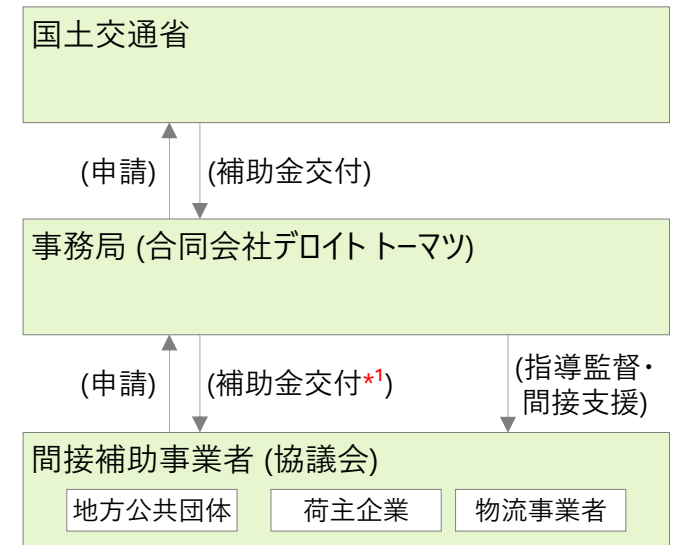 国土交通省
(申請) (補助金交付)
事務局 (合同会社デロイト トーマツ)
(申請) (補助金交付*1) (指導監督・
間接支援)
間接補助事業者 (協議会)
地方公共団体 荷主企業 物流事業者